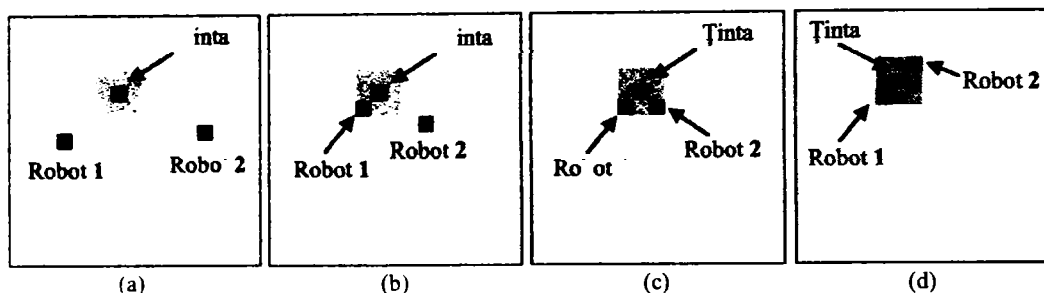 inta
Robot 1
Robo 2
(a)
inta
Robot 1
Robot 2
(b)
Ținta
Ro ot
Robot 2
(c)
Ținta
Robot 2
Robot 1
(d)